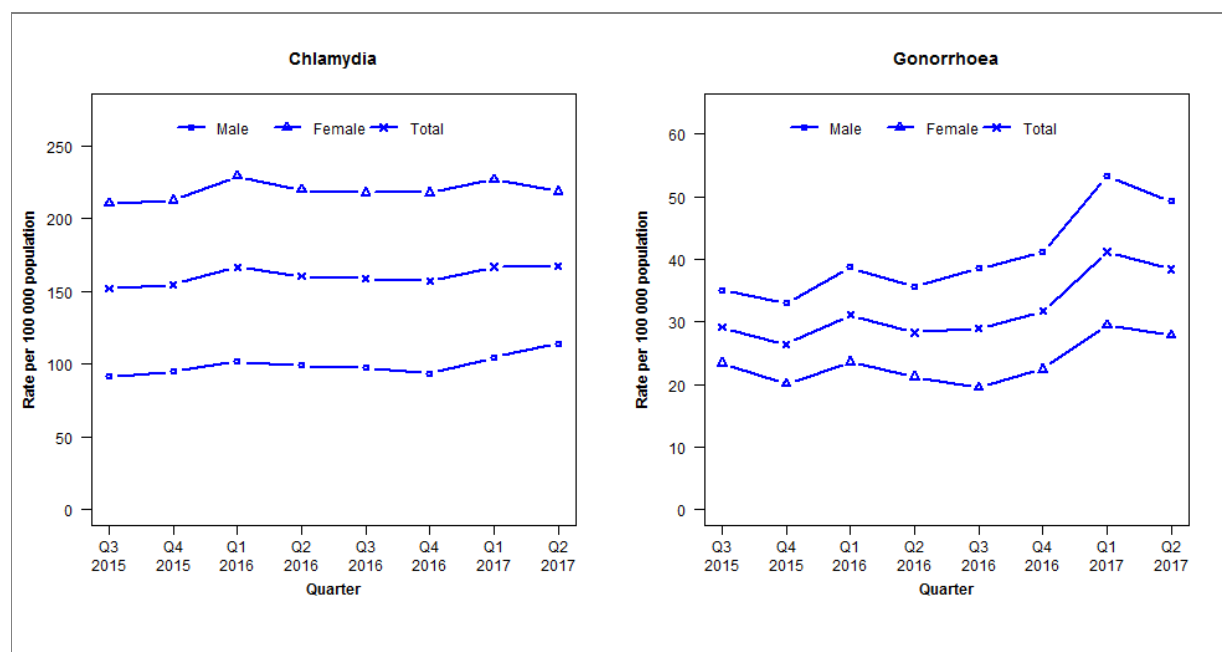 Chlamydia
Male Female Total
250
200
150
100
50
0
Rate per 100 000 population
Q3 Q4 Q1 Q2 Q3 Q4 Q1 Q2
2015 2015 2016 2016 2016 2016 2017 2017
Quarter
Gonorrhoea
Male Female Total
60
50
40
30
20
10
0
Rate per 100 000 population
Q3 Q4 Q1 Q2 Q3 Q4 Q1 Q2
2015 2015 2016 2016 2016 2016 2017 2017
Quarter